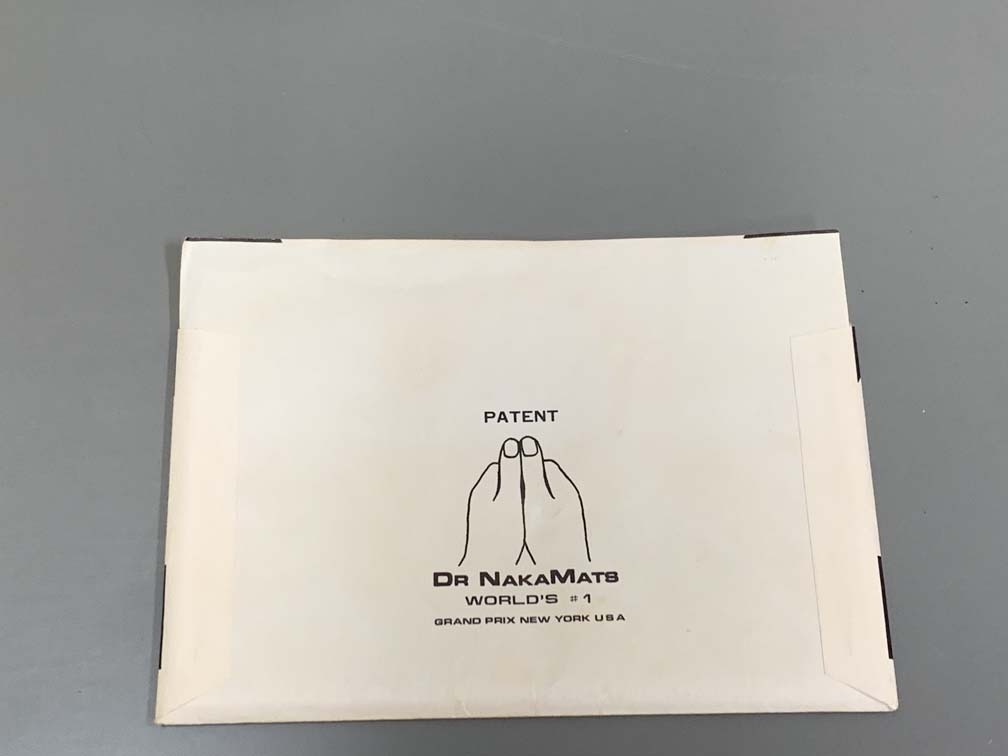 PATENT
DR NAKAMATS
WORLD'S #1
GRAND PRIX NEW YORK USA